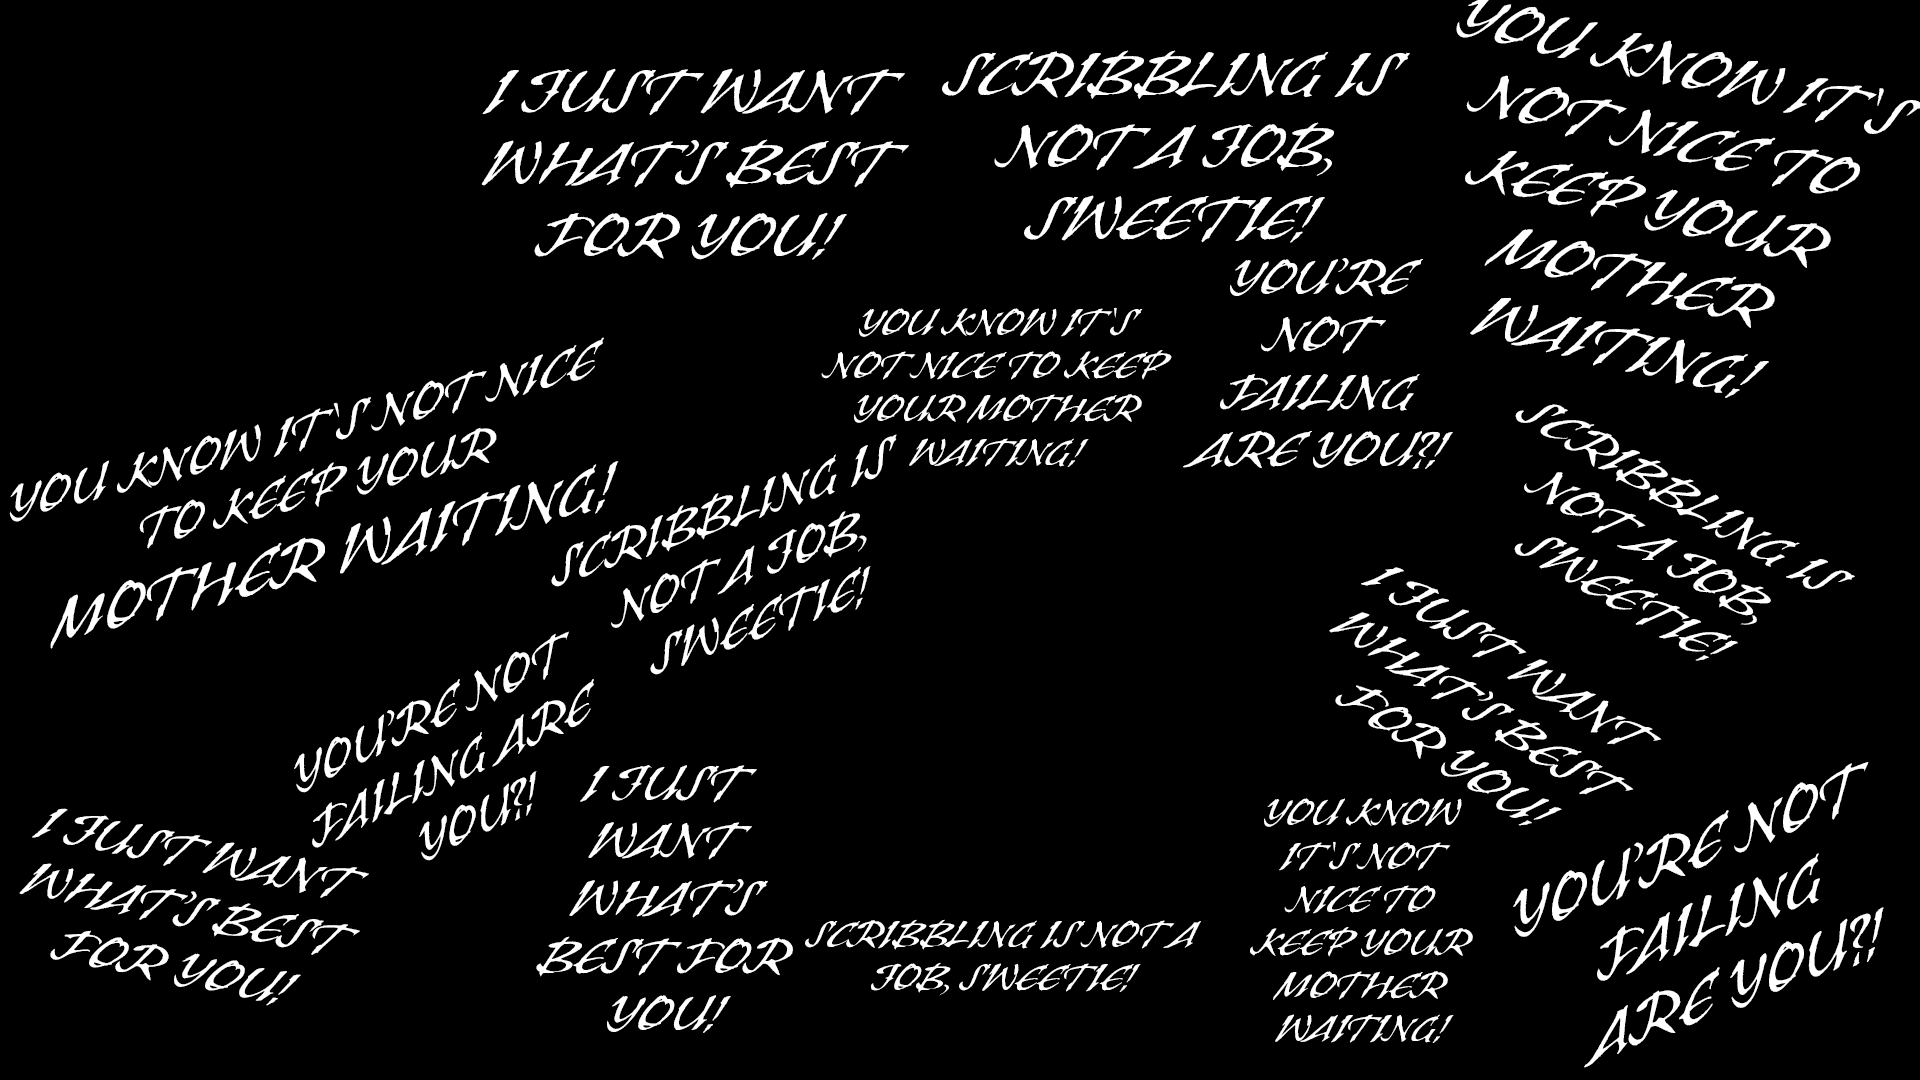 I JUST WANT
WHAT'S BEST
FOR YOU!
SCRIBBLING IS
NOT A JOB,
SWEETIE!
YOU KNOW IT'S
NOT NICE TO
KEEP YOUR
MOTHER
WAITING!
YOU KNOW IT'S NOT NICE
TO KEEP YOUR
MOTHER WAITING!
YOU KNOW IT'S
NOT NICE TO KEEP
YOUR MOTHER
WAITING!
YOU'RE
NOT
FAILING
ARE YOU?!
SCRIBBLING IS
NOT A JOB,
SWEETIE!
SCRIBBLING IS
NOT A JOB,
SWEETIE!
I JUST WANT
WHAT'S BEST
FOR YOU!
YOU'RE NOT
FAILING ARE
YOU?!
I JUST WANT
WHAT'S BEST
FOR YOU!
I JUST
WANT
WHAT'S
BEST FOR
YOU!
SCRIBBLING IS NOT A
JOB, SWEETIE!
YOU KNOW
IT'S NOT
NICE TO
KEEP YOUR
MOTHER
WAITING!
YOU'RE NOT
FAILING
ARE YOU?!